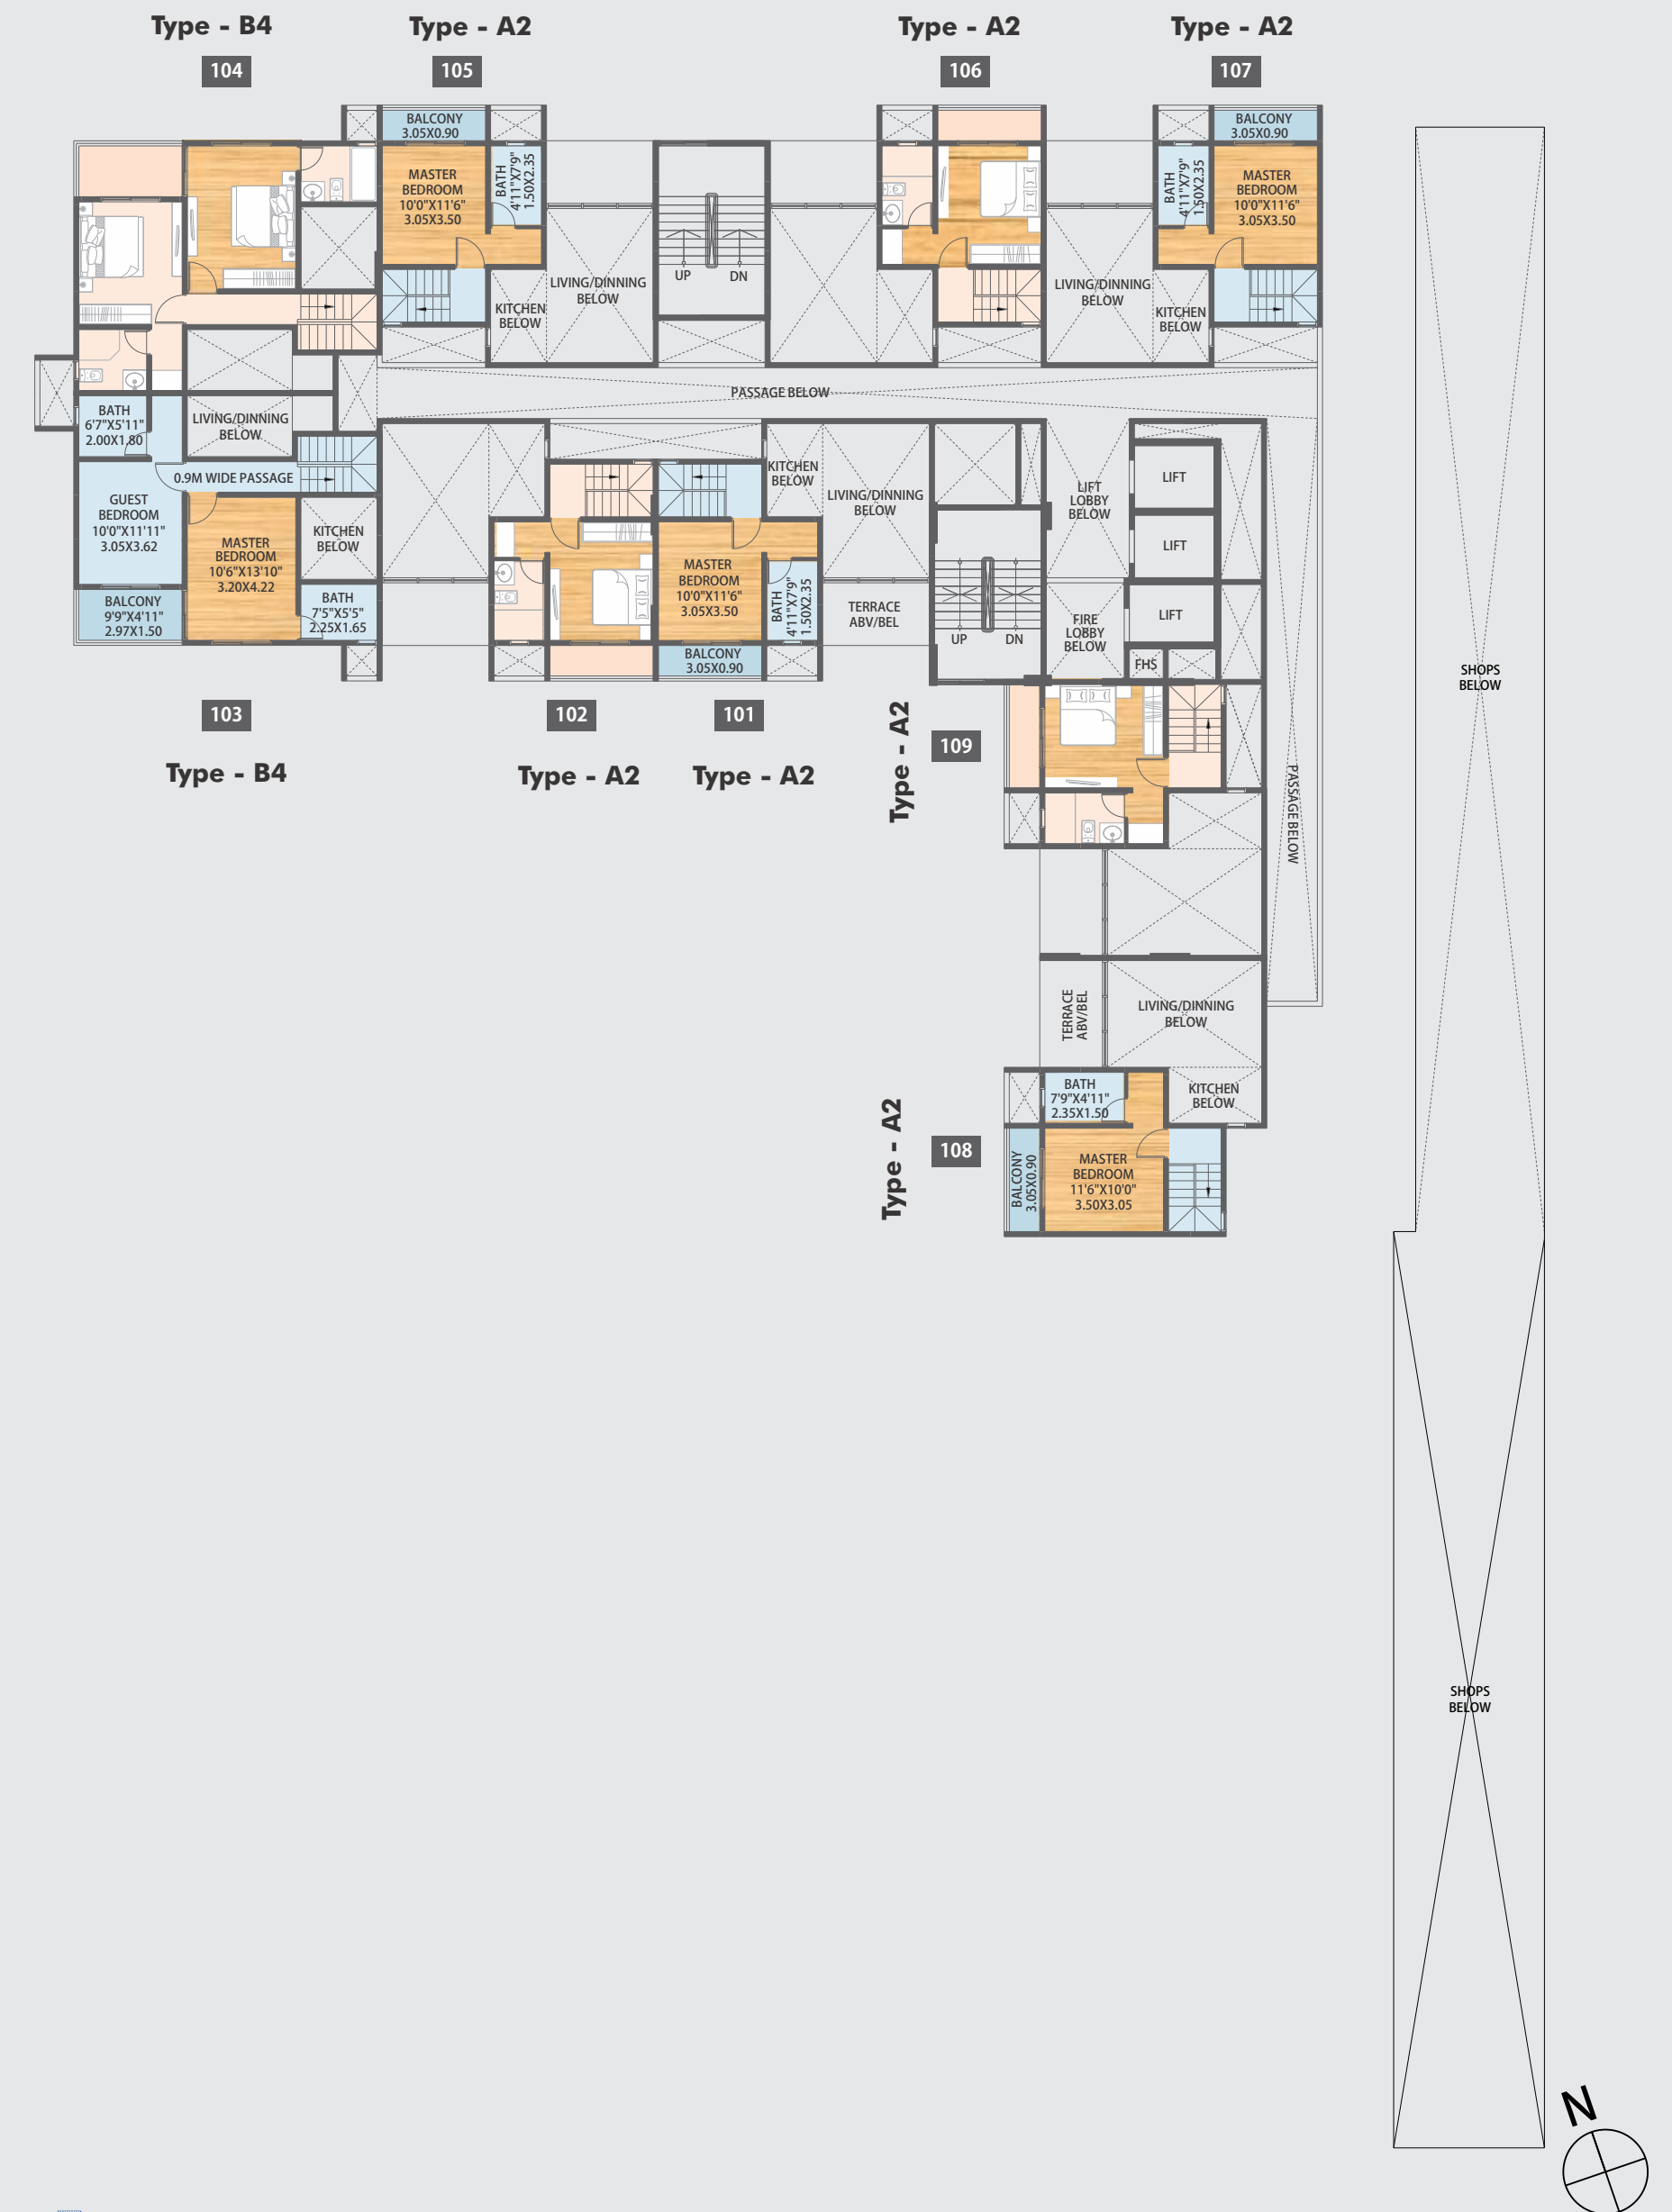 Type - B4
Type - A2
Type - A2
Type - A2
104
105
106
107
BALCONY
3.05X0.90
BALCONY
3.05X0.90
MASTER
BEDROOM
10'0"X11'6"
3.05X3.50
BATH
4'11"X7'9"
1.50X2.35
BATH
4'11"X7'9"
1.50X2.35
MASTER
BEDROOM
10'0"X11'6"
3.05X3.50
UP
DN
LIVING/DINNING
BELOW
KITCHEN
BELOW
LIVING/DINNING
BELOW
KITCHEN
BELOW
PASSAGE BELOW
BATH
6'7"X5'11"
2.00X1.80
LIVING/DINNING
BELOW
0.9M WIDE PASSAGE
GUEST
BEDROOM
10'0"X11'11"
3.05X3.62
MASTER
BEDROOM
10'6"X13'10"
3.20X4.22
KITCHEN
BELOW
BALCONY
9'9"X4'11"
2.97X1.50
BATH
7'5"X5'5"
2.25X1.65
KITCHEN
BELOW
LIVING/DINNING
BELOW
MASTER
BEDROOM
10'0"X11'6"
3.05X3.50
BATH
4'11"X7'9"
1.50X2.35
TERRACE
ABV/BEL
BALCONY
3.05X0.90
LIFT
LOBBY
BELOW
LIFT
LIFT
LIFT
FIRE
LOBBY
BELOW
UP
DN
FHS
SHOPS
BELOW
103
102
101
109
Type - B4
Type - A2
Type - A2
Type - A2
PASSAGE BELOW
TERRACE
ABV/BEL
LIVING/DINNING
BELOW
BATH
7'9"X4'11"
2.35X1.50
KITCHEN
BELOW
Type - A2
108
BALCONY
3.05X0.90
MASTER
BEDROOM
11'6"X10'0"
3.50X3.05
SHOPS
BELOW
N